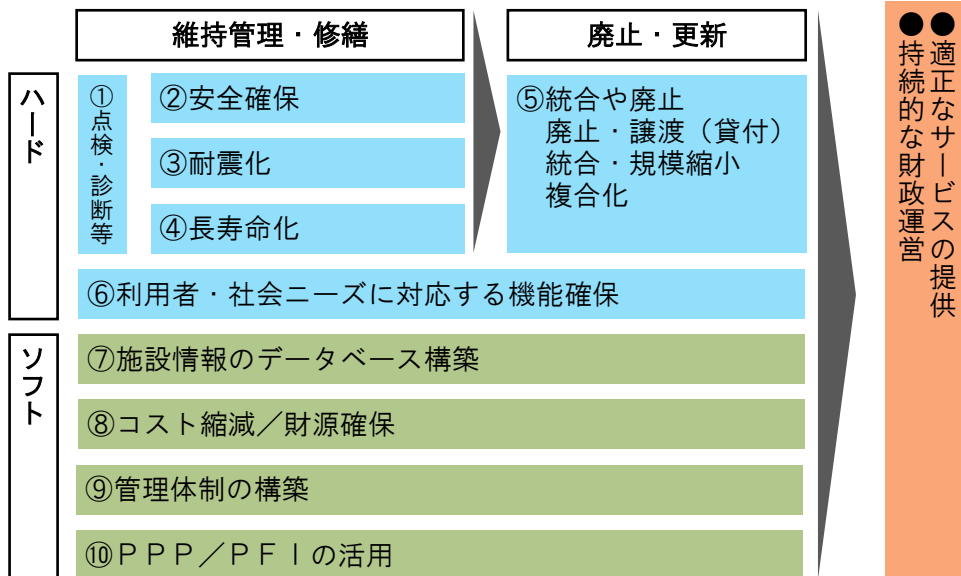 維持管理・修繕
廃止・更新
ハード
①点検・診断等
②安全確保
③耐震化
④長寿命化
⑤統合や廃止
廃止・譲渡（貸付）
統合・規模縮小
複合化
⑥利用者・社会ニーズに対応する機能確保
ソフト
⑦施設情報のデータベース構築
⑧コスト縮減／財源確保
⑨管理体制の構築
⑩ＰＰＰ／ＰＦＩの活用
●適正なサービスの提供
●持続的な財政運営